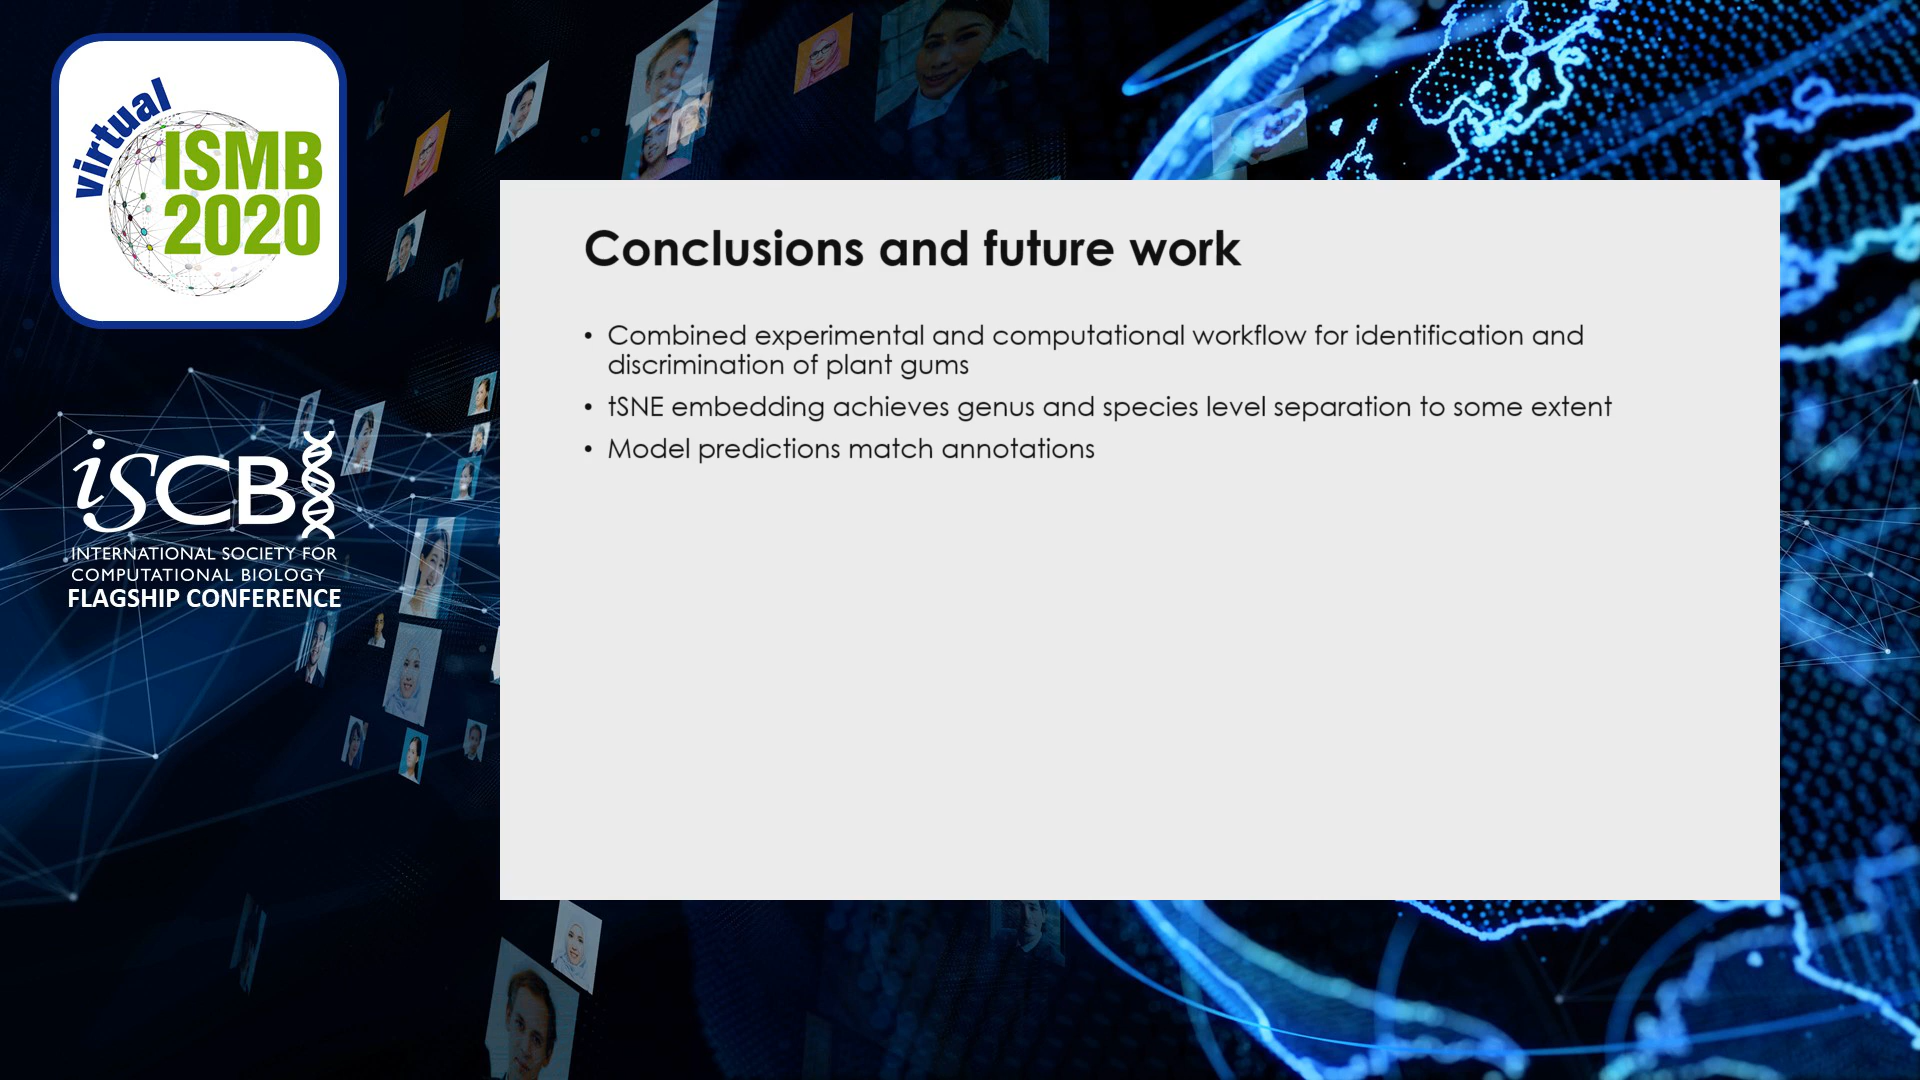 virtual
ISMB
2020
iSCB
INTERNATIONAL SOCIETY FOR
COMPUTATIONAL BIOLOGY
FLAGSHIP CONFERENCE
Conclusions and future work
• Combined experimental and computational workflow for identification and
discrimination of plant gums
• tSNE embedding achieves genus and species level separation to some extent
• Model predictions match annotations